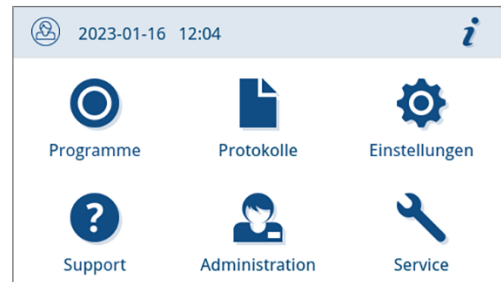 2023-01-16 12:04 i
Programme Protokolle Einstellungen
?
Support Administration Service